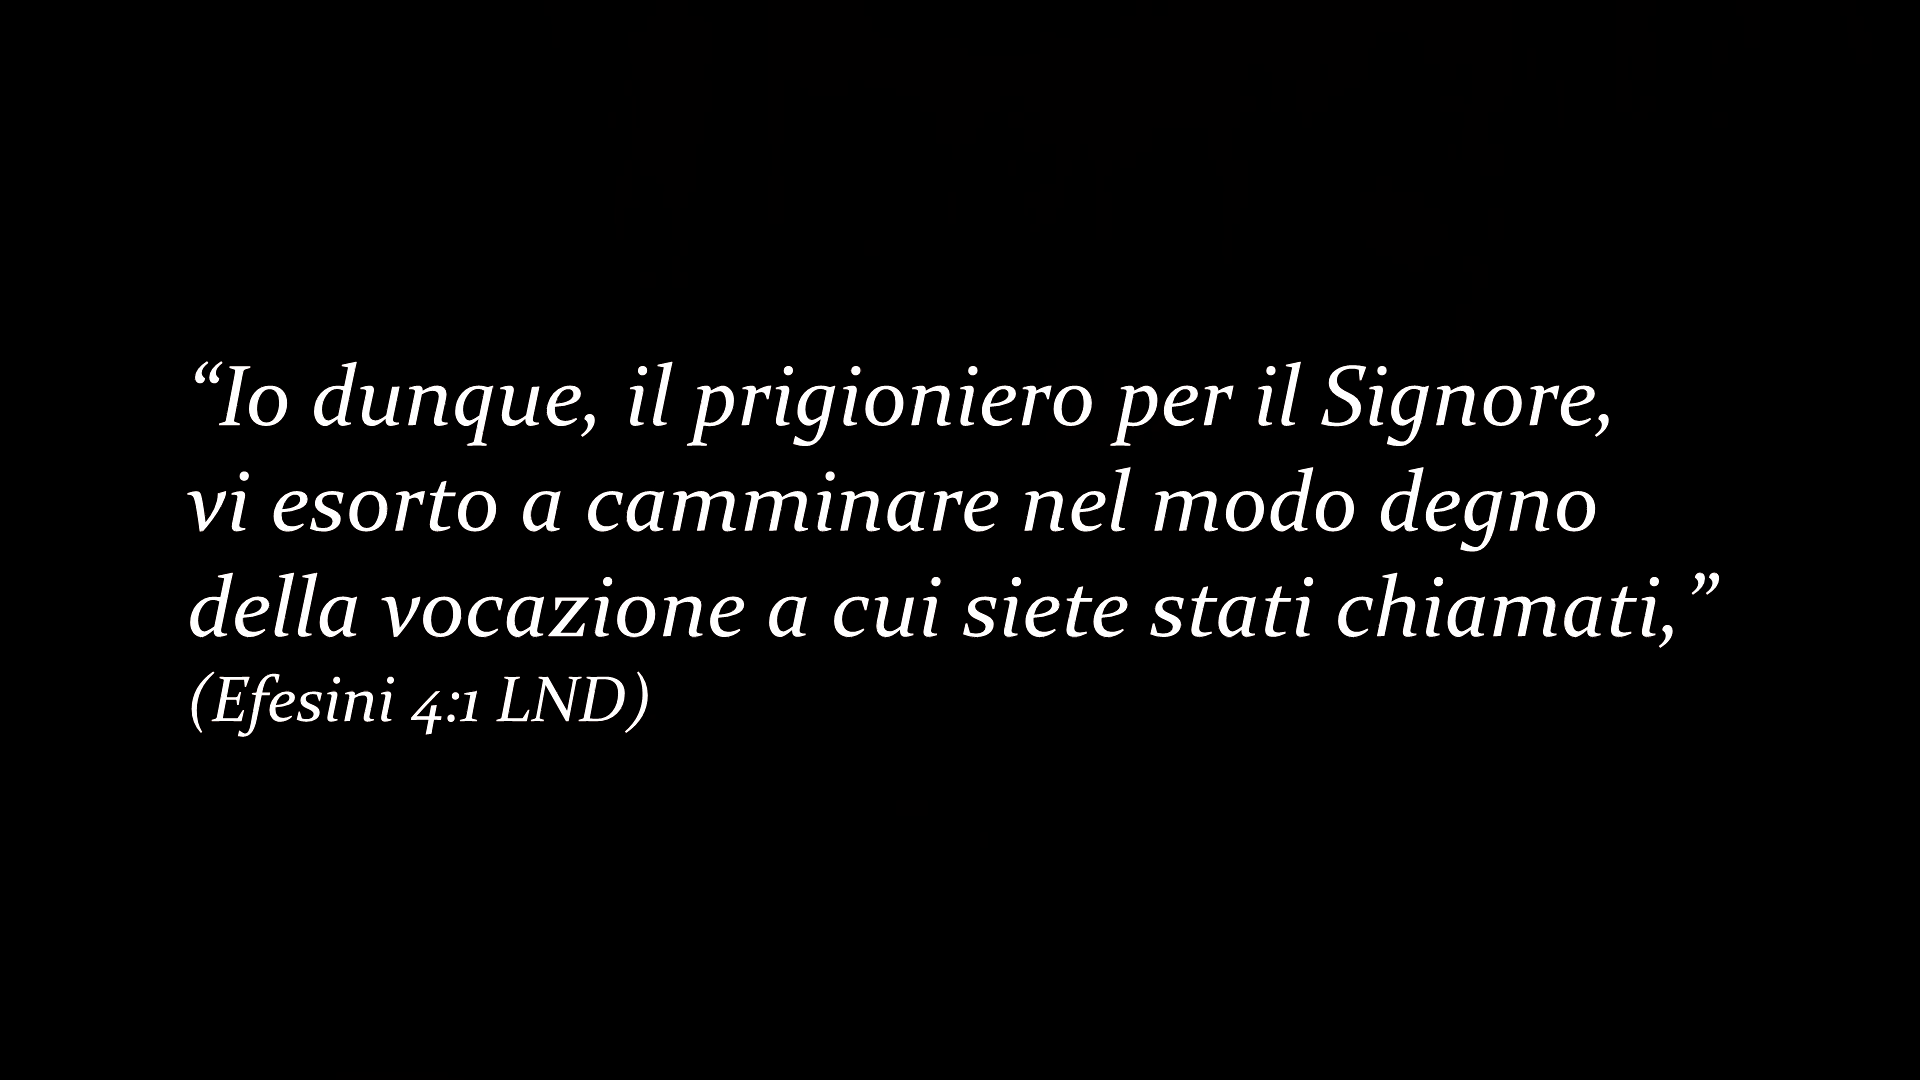 “Io dunque, il prigioniero per il Signore,
vi esorto a camminare nel modo degno
della vocazione a cui siete stati chiamati,”
(Efesini 4:1 LND)